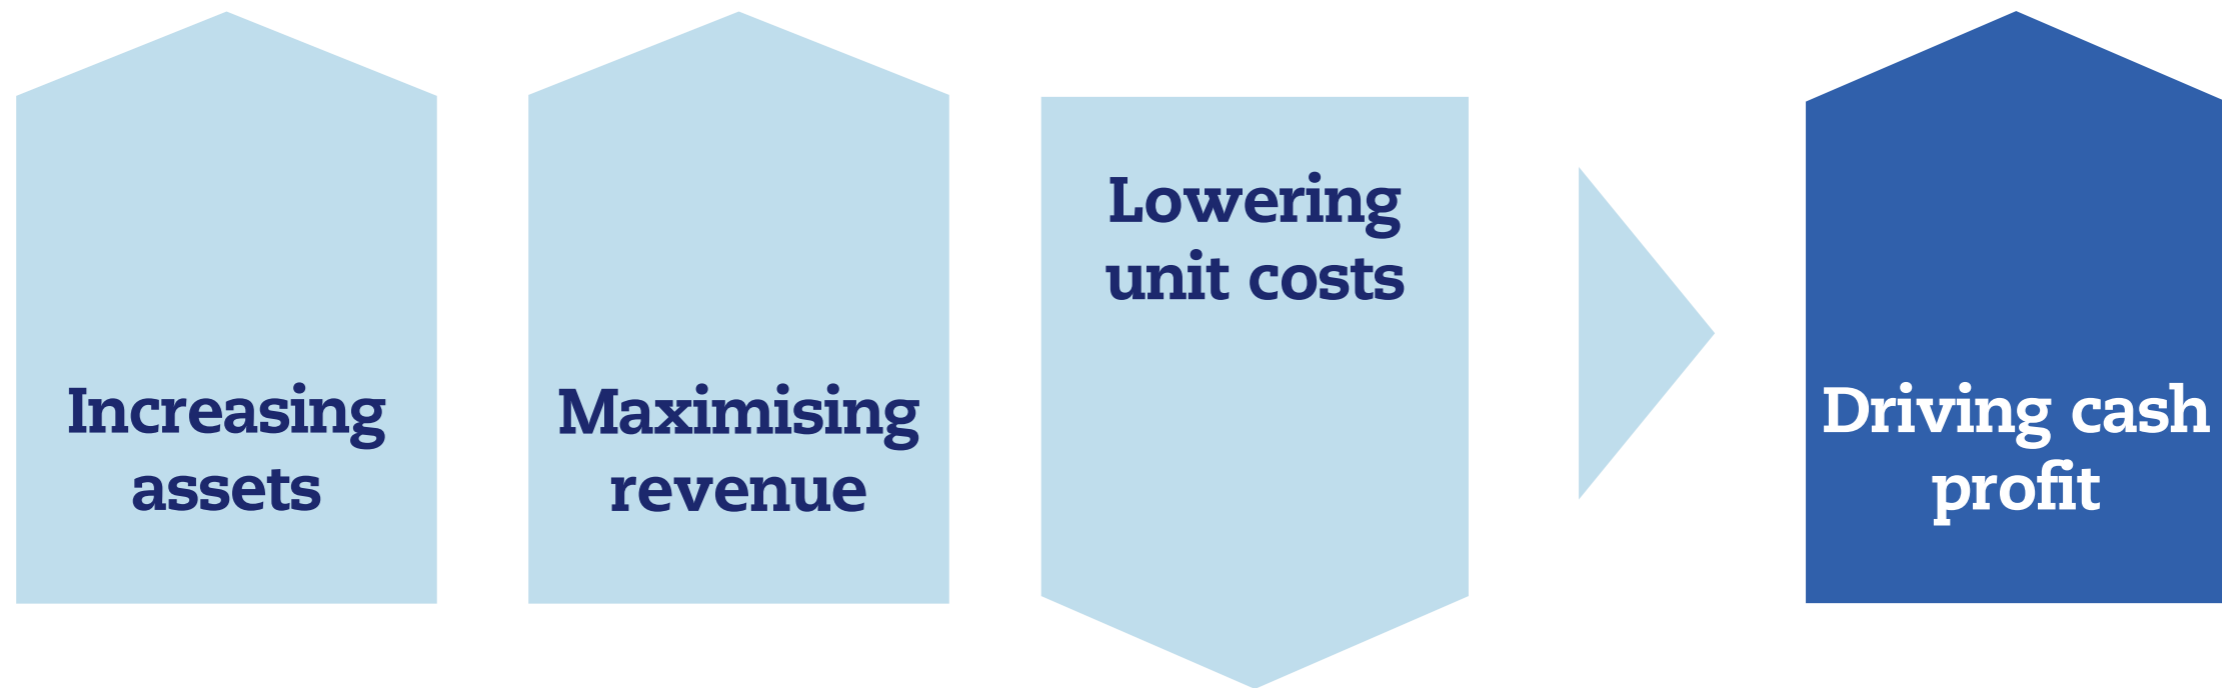 Increasing
assets
Maximising
revenue
Lowering
unit costs
Driving cash
profit